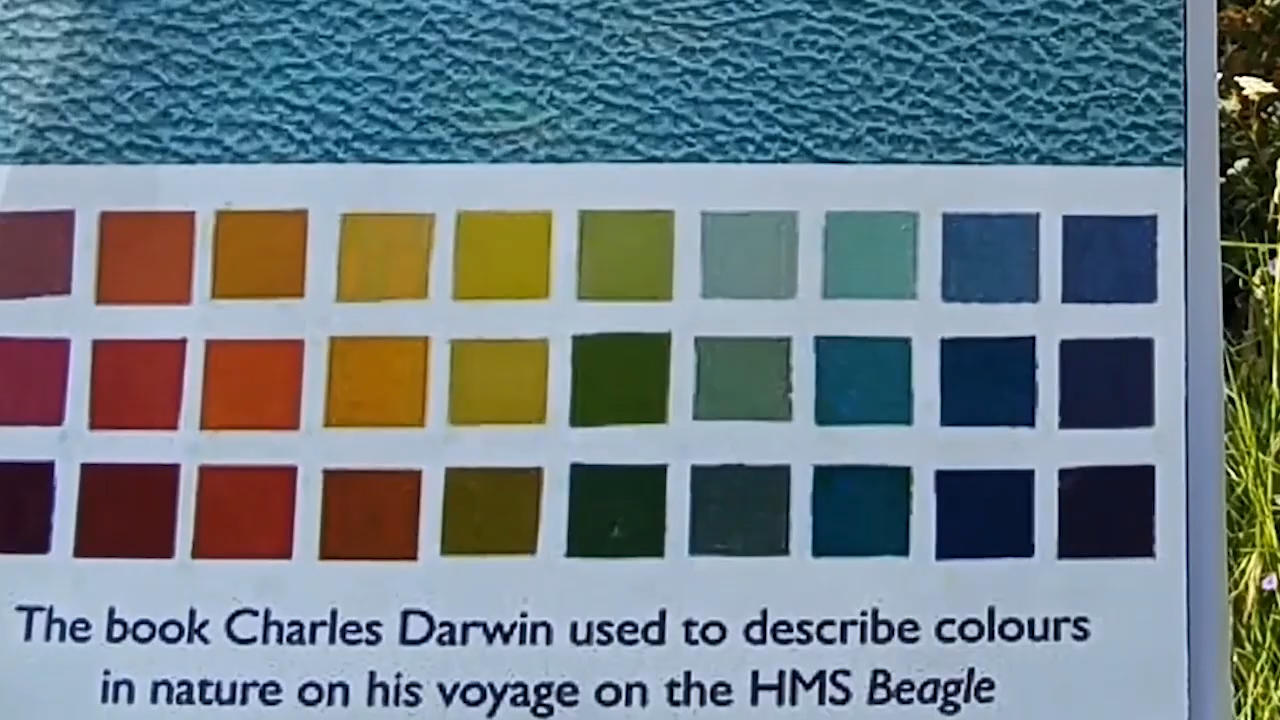 The book Charles Darwin used to describe colours
in nature on his voyage on the HMS Beagle